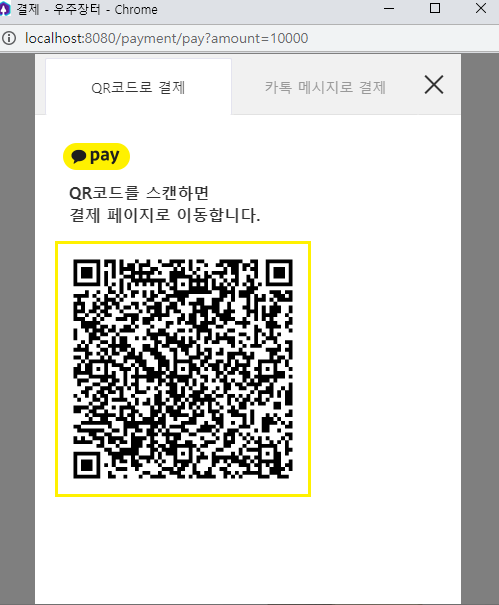 결제 - 우주장터 - Chrome
localhost:8080/payment/pay?amount=10000
QR코드로 결제
카톡 메시지로 결제
pay
QR코드를 스캔하면
결제 페이지로 이동합니다.